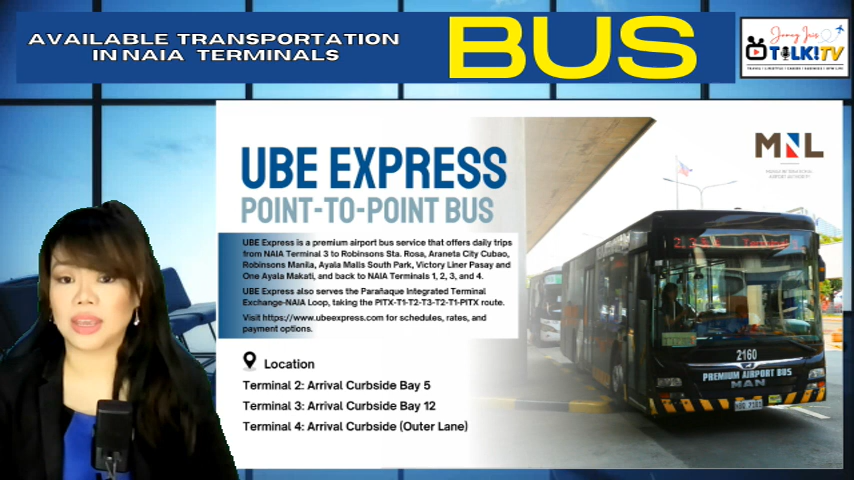 AVAILABLE TRANSPORTATION
IN NAIA TERMINALS
BUS
TALK!TV
MNL
UBE EXPRESS
POINT-TO-POINT BUS
UBE Express is a premium airport bus service that offers daily trips
from NAIA Terminal 3 to Robinsons Sta. Rosa, Araneta City Cubao,
Robinsons Manila, Ayala Malls South Park, Victory Liner Pasay and
One Ayala Makati, and back to NAIA Terminals 1, 2, 3, and 4.
UBE Express also serves the Parañaque Integrated Terminal
Exchange-NAIA Loop, taking the PITX-T1-T2-T3-T2-T1-PITX route.
Visit https://www.ubeexpress.com for schedules, rates, and
payment options.
Location
Terminal 2: Arrival Curbside Bay 5
Terminal 3: Arrival Curbside Bay 12
Terminal 4: Arrival Curbside (Outer Lane)
2160
PREMIUM AIRPORT BUS
MAN